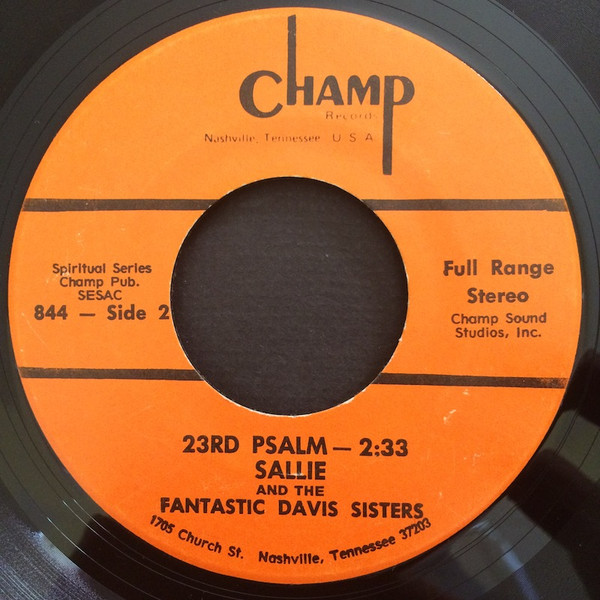 CHAMP
Records
Nashville, Tennessee U.S.A.
Spiritual Series
Champ Pub.
SESAC
844 — Side 2
Full Range
Stereo
Champ Sound
Studios, Inc.
23RD PSALM — 2:33
SALLIE
AND THE
FANTASTIC DAVIS SISTERS
1705 Church St. Nashville, Tennessee 37203